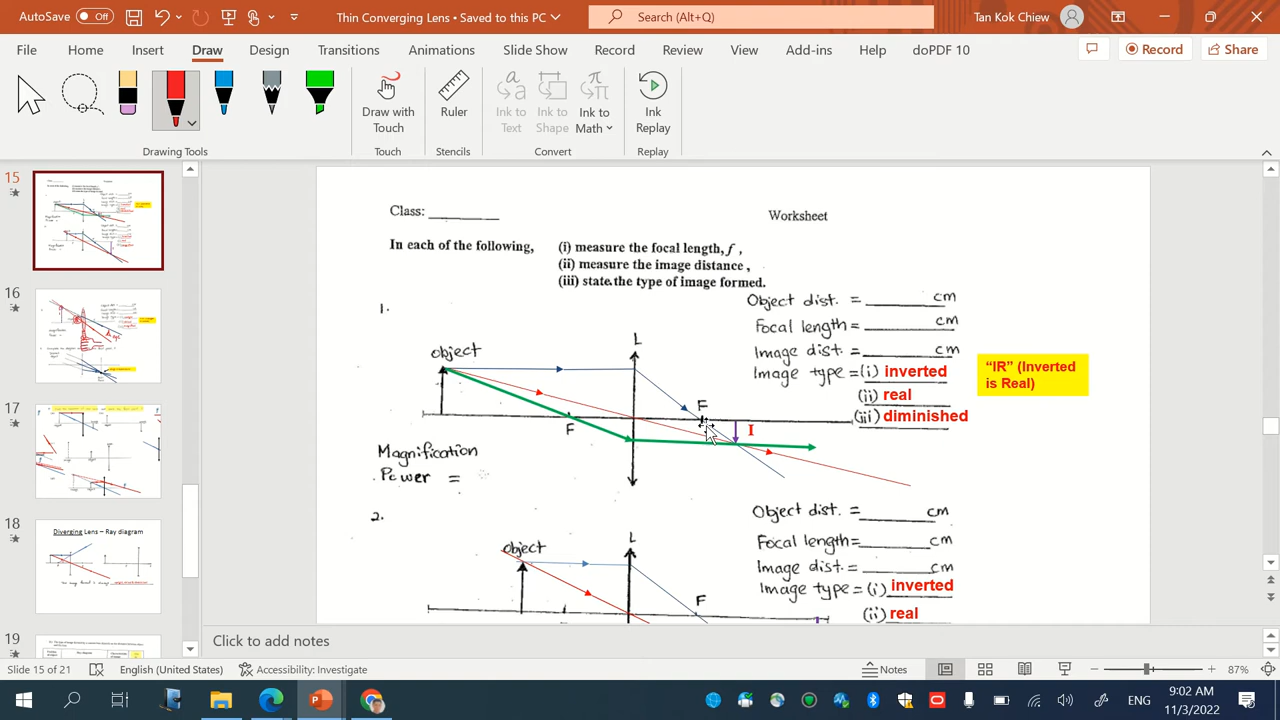 AutoSave Off
Thin Converging Lens • Saved to this PC
Search (Alt+Q)
Tan Kok Chiew
File Home Insert Draw Design Transitions Animations Slide Show Record Review View Add-ins Help doPDF 10
Record
Share
Draw with Touch
Ruler
Ink to Text
Ink to Shape
Ink to Math
Ink Replay
Drawing Tools
Touch
Stencils
Convert
Replay
15
16
17
18
Diverging Lens – Ray diagram
19
Class: ________
Worksheet
In each of the following,
(i) measure the focal length, f ,
(ii) measure the image distance ,
(iii) state the type of image formed.
1.
Object dist. = ________ cm
Focal length = ________ cm
Image dist. = ________ cm
Image type = (i) inverted
(ii) real
(iii) diminished
"IR" (Inverted
is Real)
object
L
F
F
I
Magnification
Power =
2.
Object dist. = ________ cm
Focal length = ________ cm
Image dist. = ________ cm
Image type = (i) inverted
(ii) real
object
L
F
Click to add notes
Slide 15 of 21
English (United States)
Accessibility: Investigate
Notes
87%
ENG
9:02 AM
11/3/2022